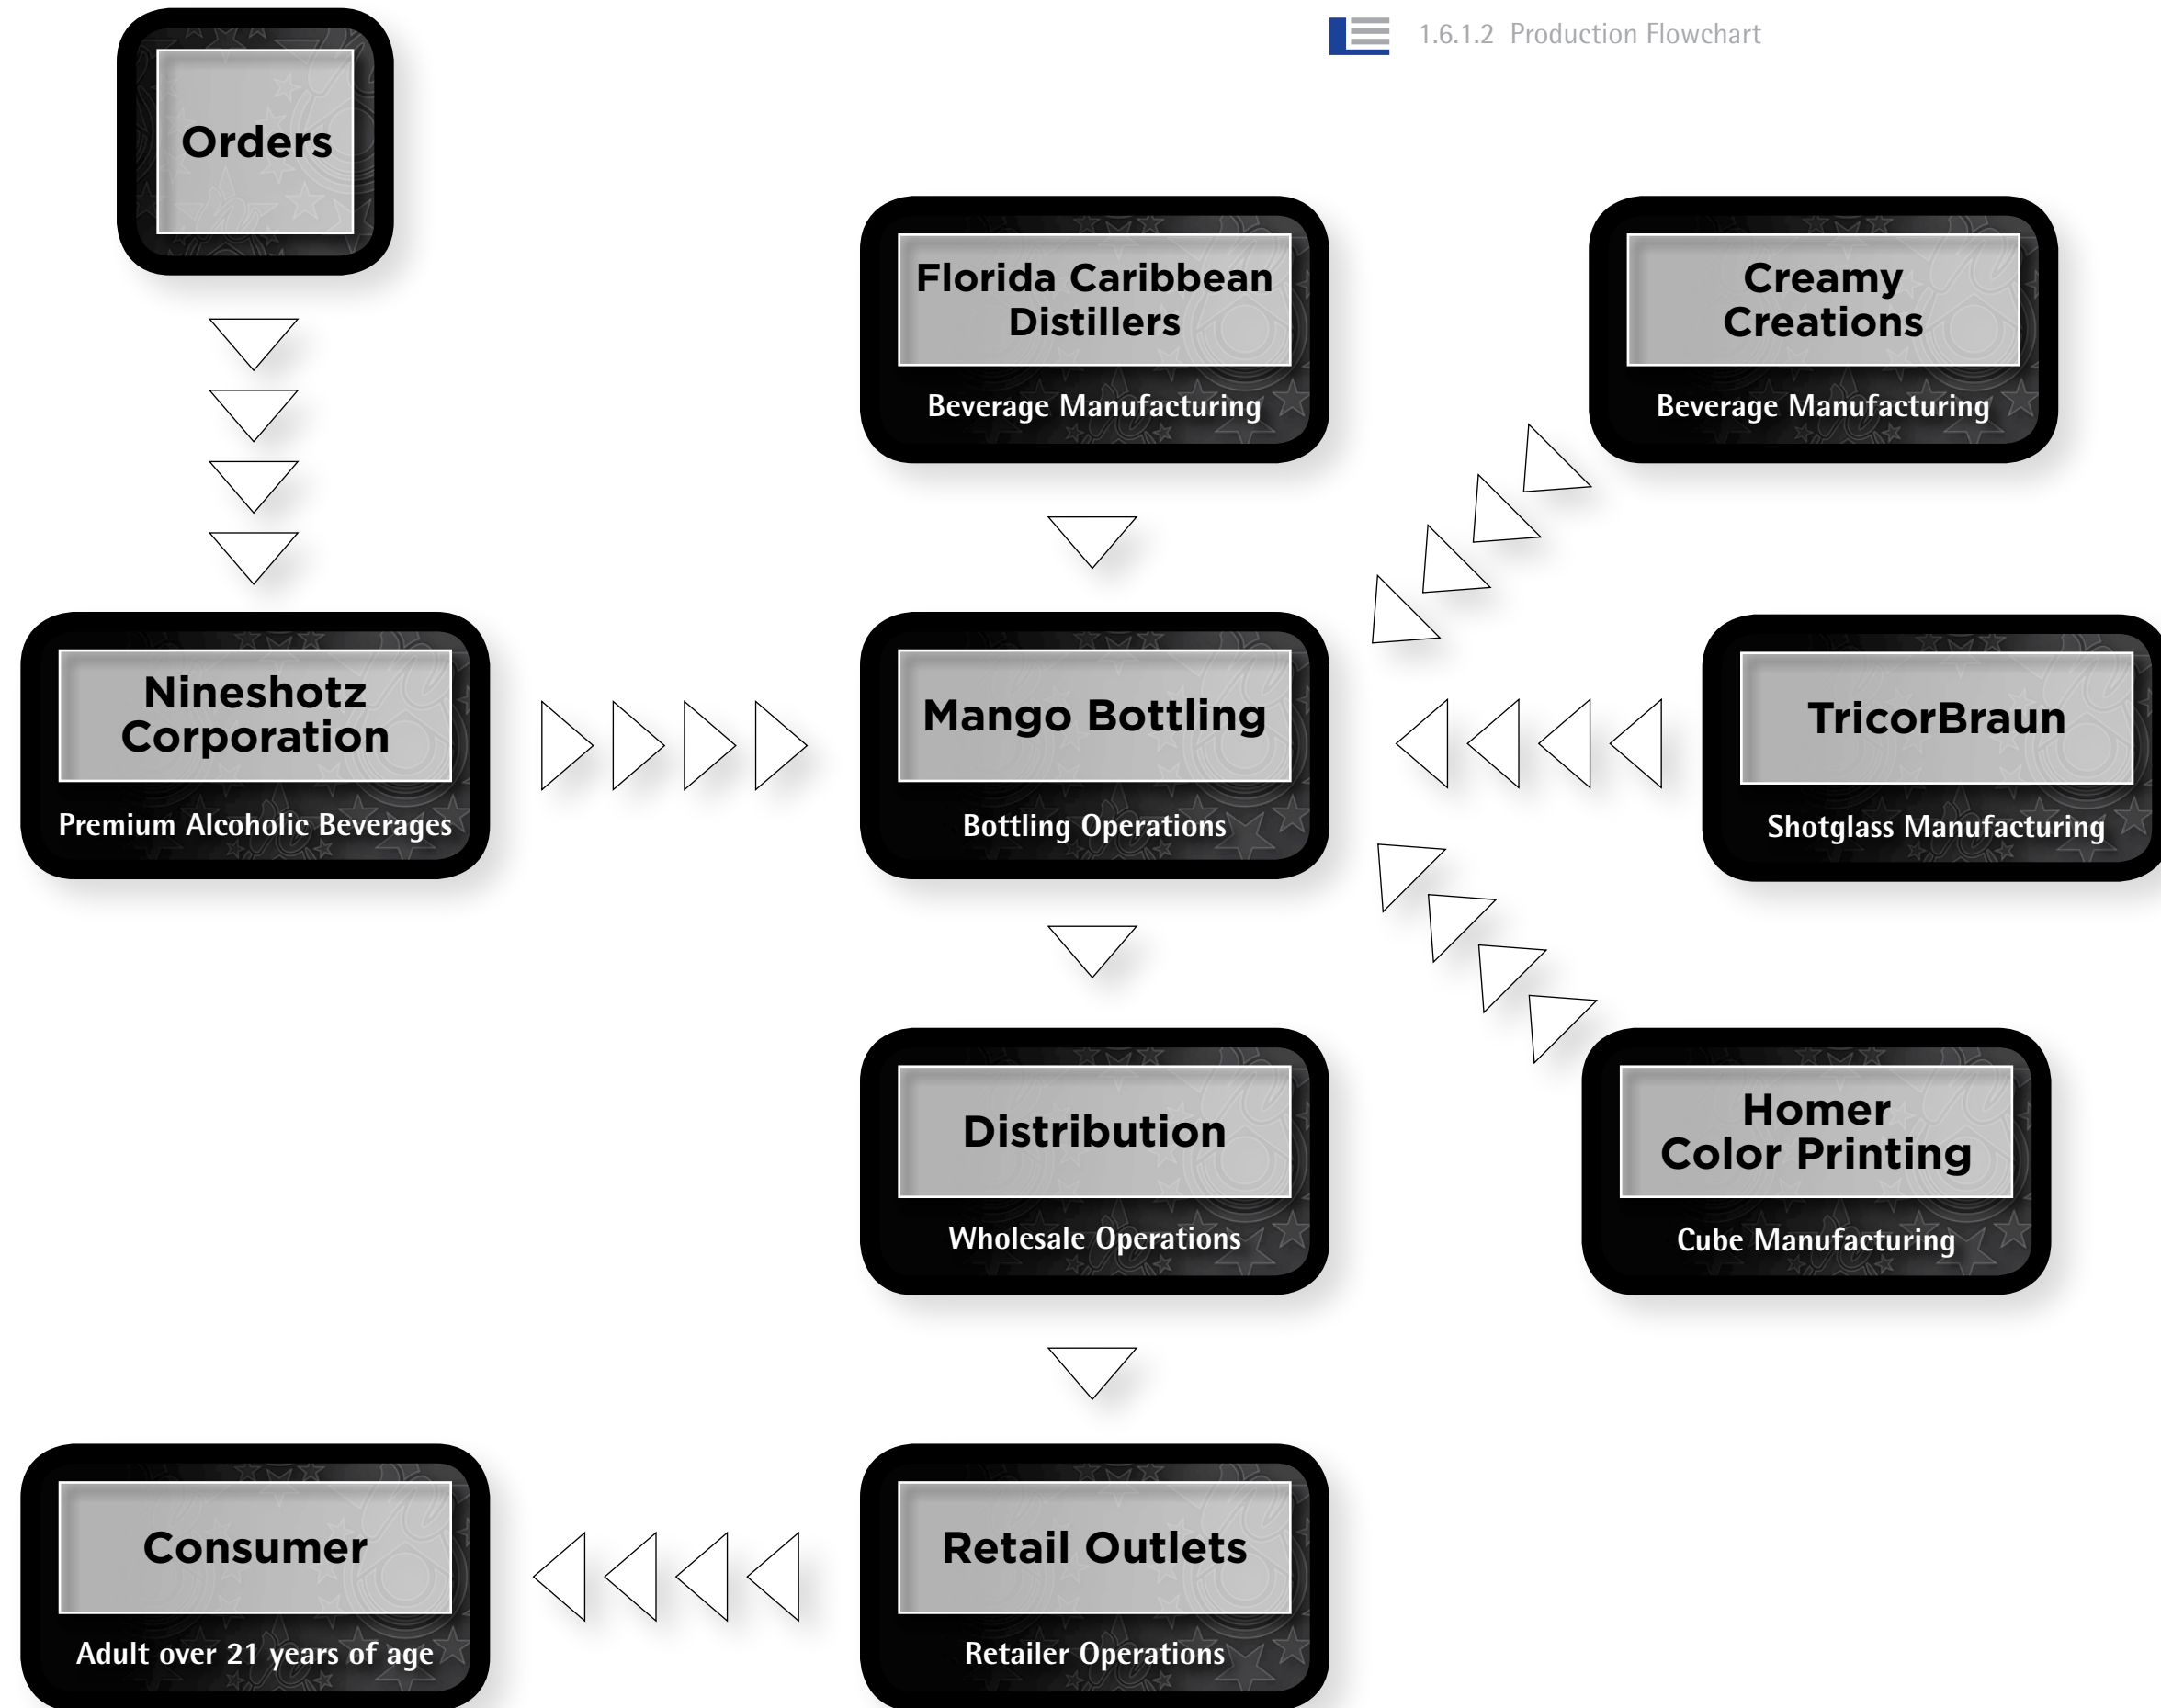 1.6.1.2 Production Flowchart
Orders
Florida Caribbean
Distillers
Beverage Manufacturing
Creamy
Creations
Beverage Manufacturing
Nineshotz
Corporation
Premium Alcoholic Beverages
Mango Bottling
Bottling Operations
TricorBraun
Shotglass Manufacturing
Distribution
Wholesale Operations
Homer
Color Printing
Cube Manufacturing
Consumer
Adult over 21 years of age
Retail Outlets
Retailer Operations